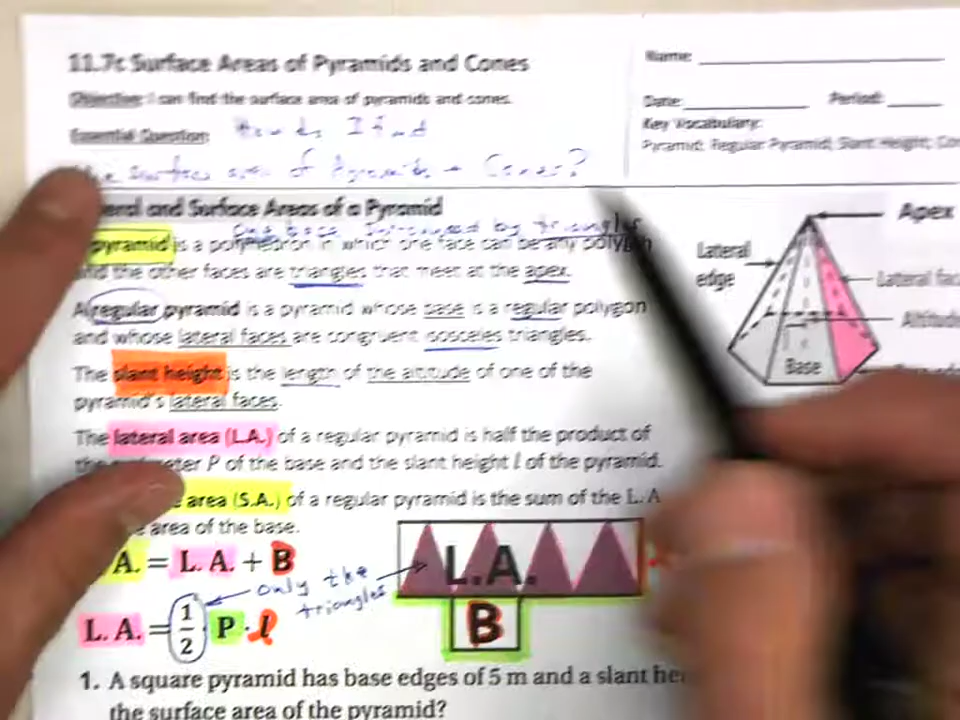 11.7c Surface Areas of Pyramids and Cones
Name:
Objective: I can find the surface area of pyramids and cones.
Date: Period:
Essential Question: How do I find
Key Vocabulary:
Pyramid; Regular Pyramid; Slant Height;
the surface area of Pyramids + Cones?
and Surface Areas of a Pyramid
one base surrounded by triangles
pyramid is a polyhedron in which one face can be any polygon
and the other faces are triangles that meet at the apex.
A regular pyramid is a pyramid whose base is a regular polygon
and whose lateral faces are congruent isosceles triangles.
The slant height is the length of the altitude of one of the
pyramid's lateral faces.
The lateral area (L.A.) of a regular pyramid is half the product of
the perimeter P of the base and the slant height l of the pyramid.
area (S.A.) of a regular pyramid is the sum of the L.A
area of the base.
A. = L.A. + B
only the
triangles
L.A. = 1/2 P · l
Apex
Lateral
edge
Lateral
Altitude
Base
L.A.
B
1. A square pyramid has base edges of 5 m and a slant
the surface area of the pyramid?